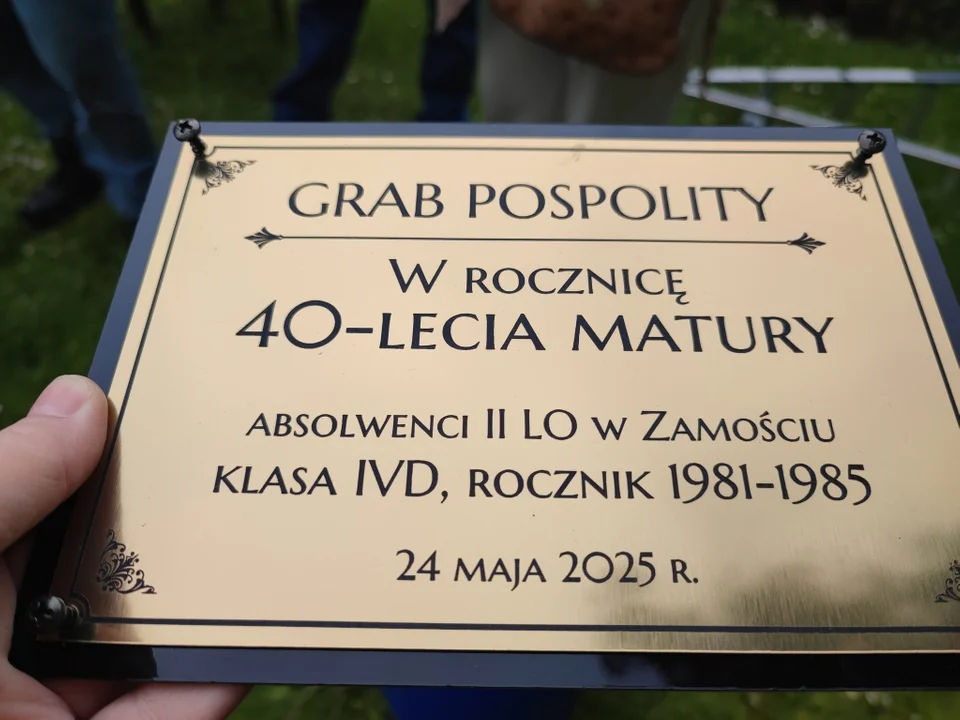 GRAB POSPOLITY
W ROCZNICĘ
40-LECIA MATURY
ABSOLWENCI II LO W ZAMOŚCIU
KLASA IVD, ROCZNIK 1981-1985
24 MAJA 2025 R.